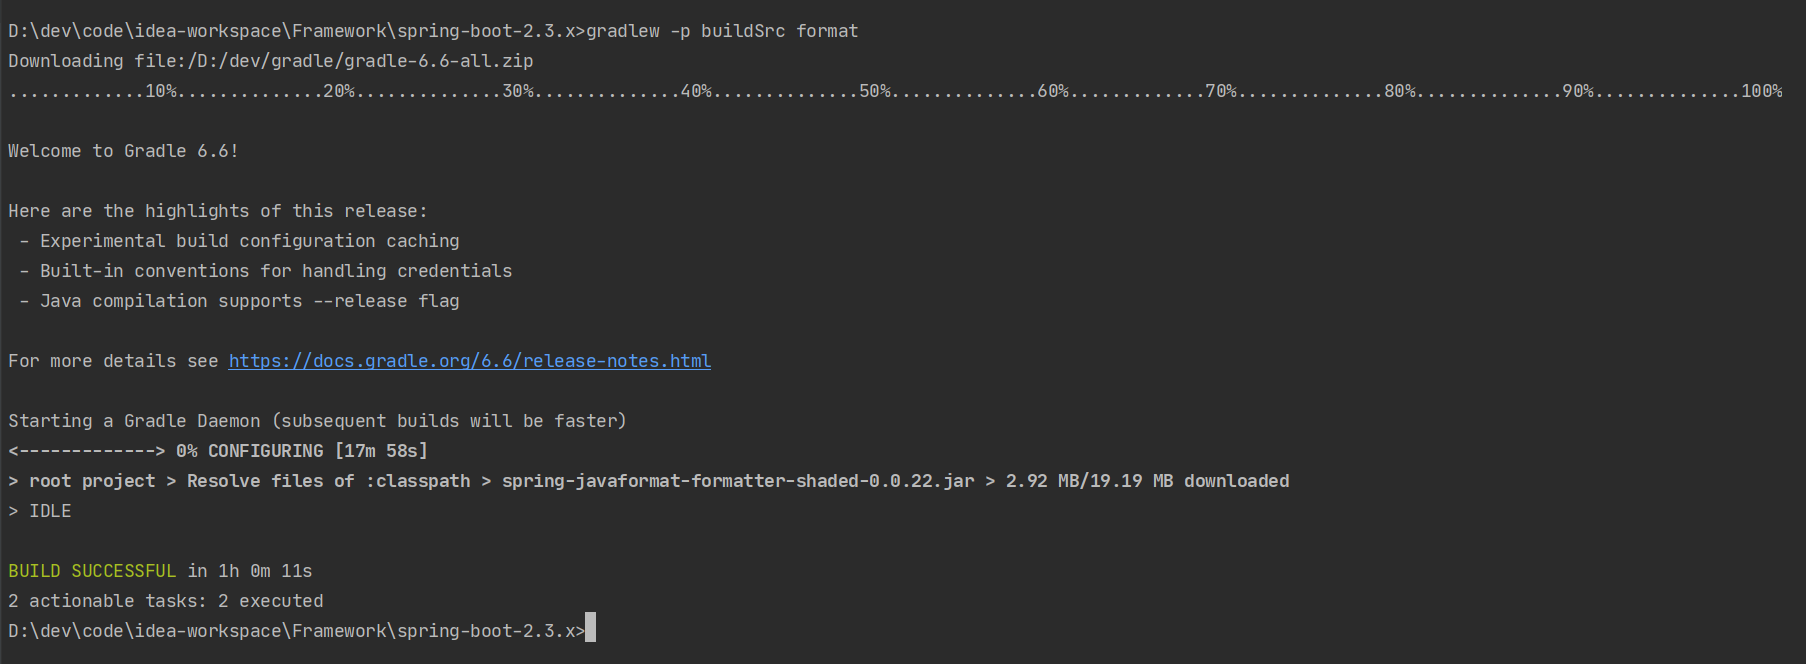 D:\dev\code\idea-workspace\Framework\spring-boot-2.3.x>gradlew -p buildSrc format
Downloading file:/D:/dev/gradle/gradle-6.6-all.zip
.............10%..............20%..............30%..............40%..............50%..............60%.............70%..............80%..............90%..............100%
Welcome to Gradle 6.6!
Here are the highlights of this release:
 - Experimental build configuration caching
 - Built-in conventions for handling credentials
 - Java compilation supports --release flag
For more details see https://docs.gradle.org/6.6/release-notes.html
Starting a Gradle Daemon (subsequent builds will be faster)
<-------------> 0% CONFIGURING [17m 58s]
> root project > Resolve files of :classpath > spring-javaformat-formatter-shaded-0.0.22.jar > 2.92 MB/19.19 MB downloaded
> IDLE
BUILD SUCCESSFUL in 1h 0m 11s
2 actionable tasks: 2 executed
D:\dev\code\idea-workspace\Framework\spring-boot-2.3.x>